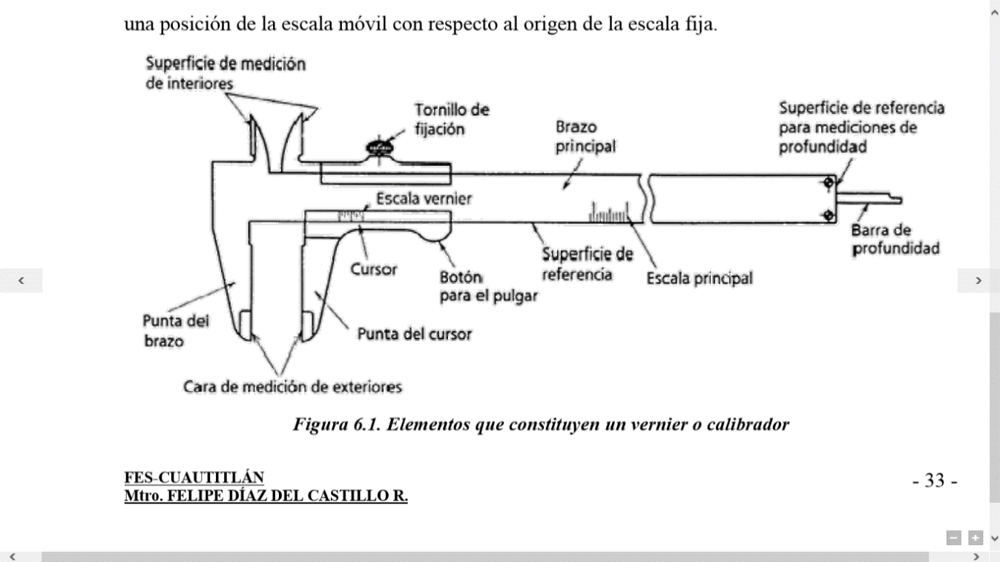 una posición de la escala móvil con respecto al origen de la escala fija.
Superficie de medición
de interiores
Tornillo de
fijación
Brazo
principal
Superficie de referencia
para mediciones de
profundidad
Escala vernier
Barra de
profundidad
Cursor
Botón
para el pulgar
Superficie de
referencia
Escala principal
Punta del
brazo
Punta del cursor
Cara de medición de exteriores
Figura 6.1. Elementos que constituyen un vernier o calibrador
FES-CUAUTITLÁN
Mtro. FELIPE DÍAZ DEL CASTILLO R.
- 33 -